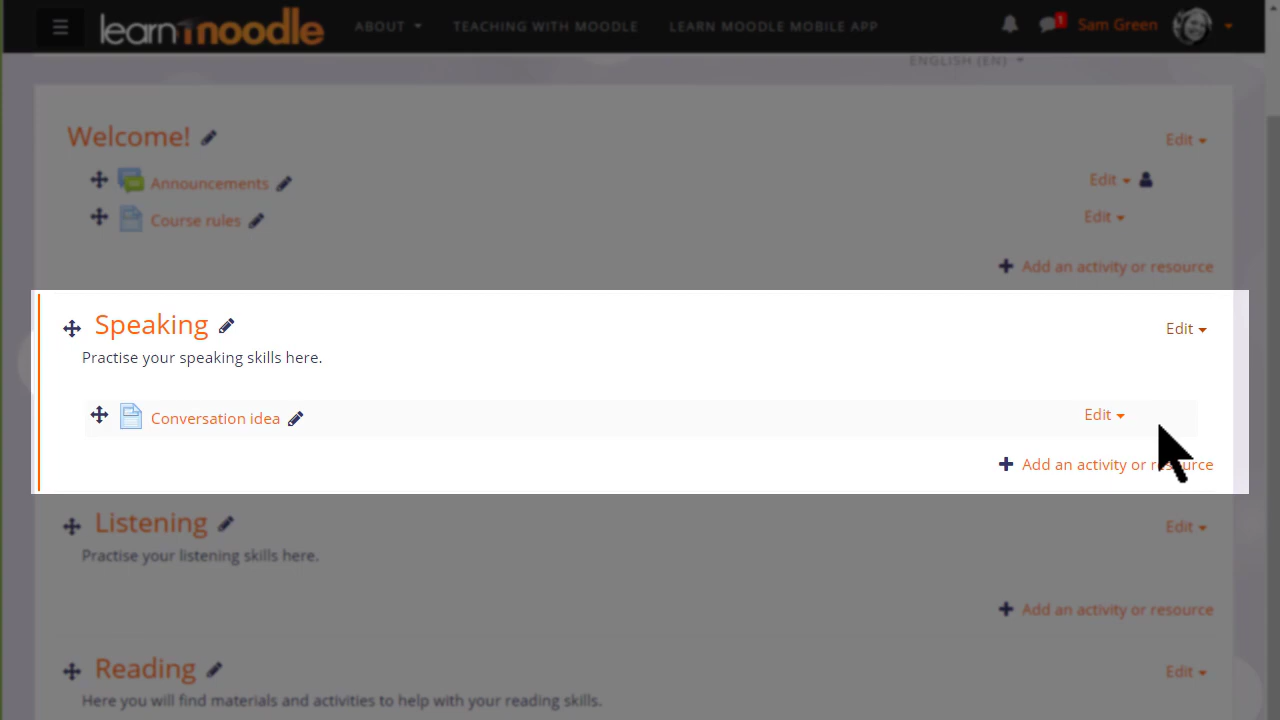 learn moodle ABOUT TEACHING WITH MOODLE LEARN MOODLE MOBILE APP 1 Sam Green
ENGLISH (EN)
Welcome! Edit
Announcements Edit
Course rules Edit
Add an activity or resource
Speaking Edit
Practise your speaking skills here.
Conversation idea Edit
Add an activity or resource
Listening Edit
Practise your listening skills here.
Add an activity or resource
Reading Edit
Here you will find materials and activities to help with your reading skills.